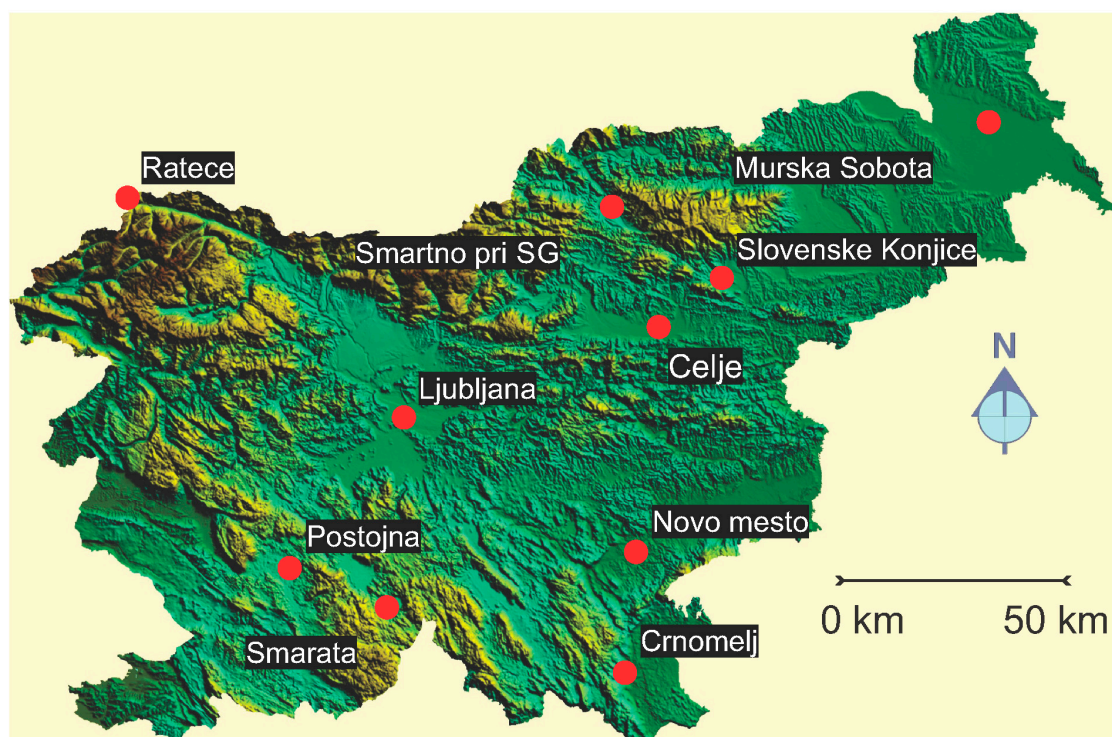 Ratece
Murska Sobota
Smartno pri SG
Slovenske Konjice
N
Celje
Ljubljana
Novo mesto
Postojna
0 km 50 km
Smarata
Crnomelj